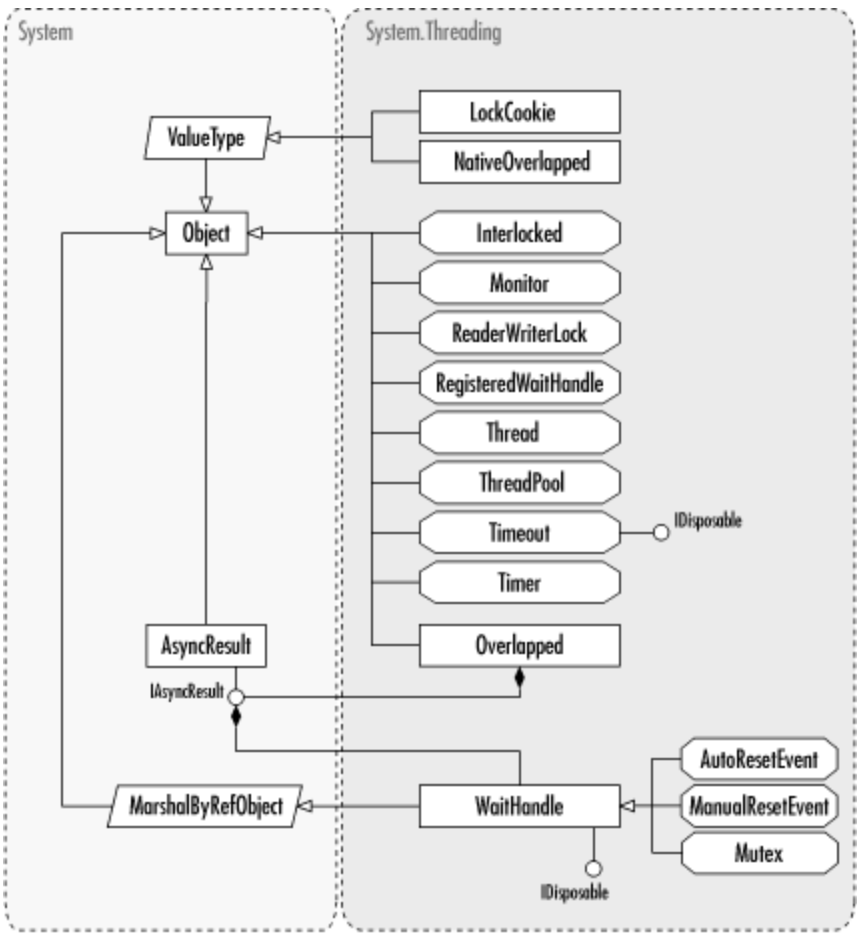 System
System.Threading
LockCookie
ValueType
NativeOverlapped
Object
Interlocked
Monitor
ReaderWriterLock
RegisteredWaitHandle
Thread
ThreadPool
Timeout
IDisposable
Timer
AsyncResult
Overlapped
IAsyncResult
AutoResetEvent
MarshalByRefObject
WaitHandle
ManualResetEvent
Mutex
IDisposable